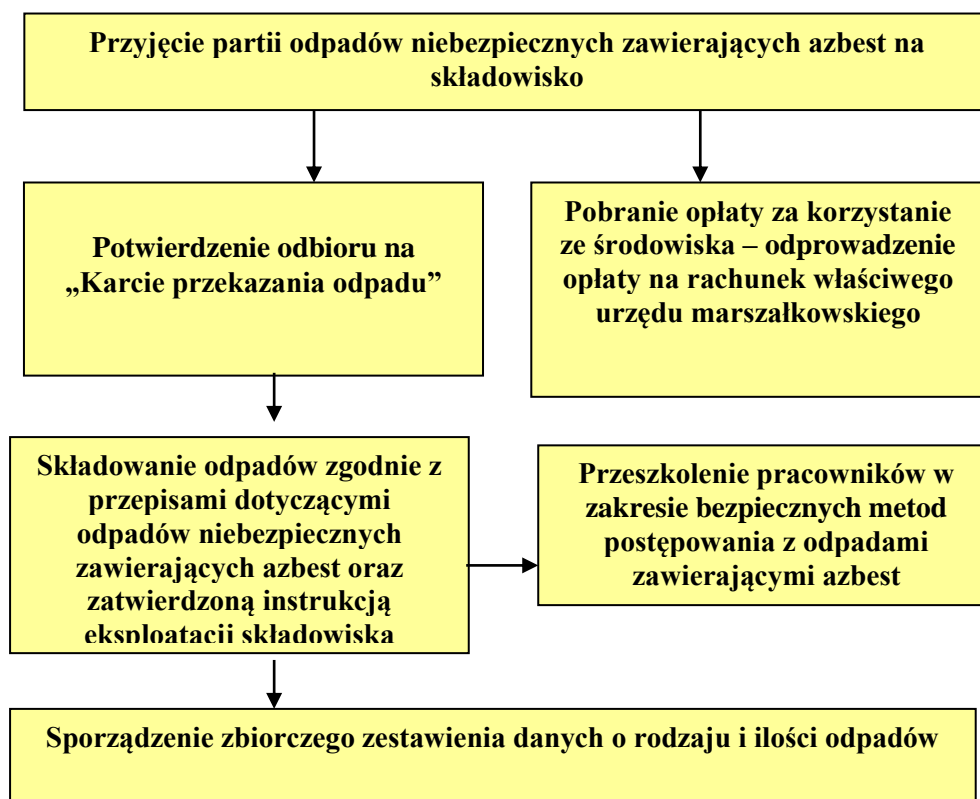 Przyjęcie partii odpadów niebezpiecznych zawierających azbest na
składowisko
Potwierdzenie odbioru na
„Karcie przekazania odpadu”
Pobranie opłaty za korzystanie
ze środowiska – odprowadzenie
opłaty na rachunek właściwego
urzędu marszałkowskiego
Składowanie odpadów zgodnie z
przepisami dotyczącymi
odpadów niebezpiecznych
zawierających azbest oraz
zatwierdzoną instrukcją
eksploatacji składowiska
Przeszkolenie pracowników w
zakresie bezpiecznych metod
postępowania z odpadami
zawierającymi azbest
Sporządzenie zbiorczego zestawienia danych o rodzaju i ilości odpadów